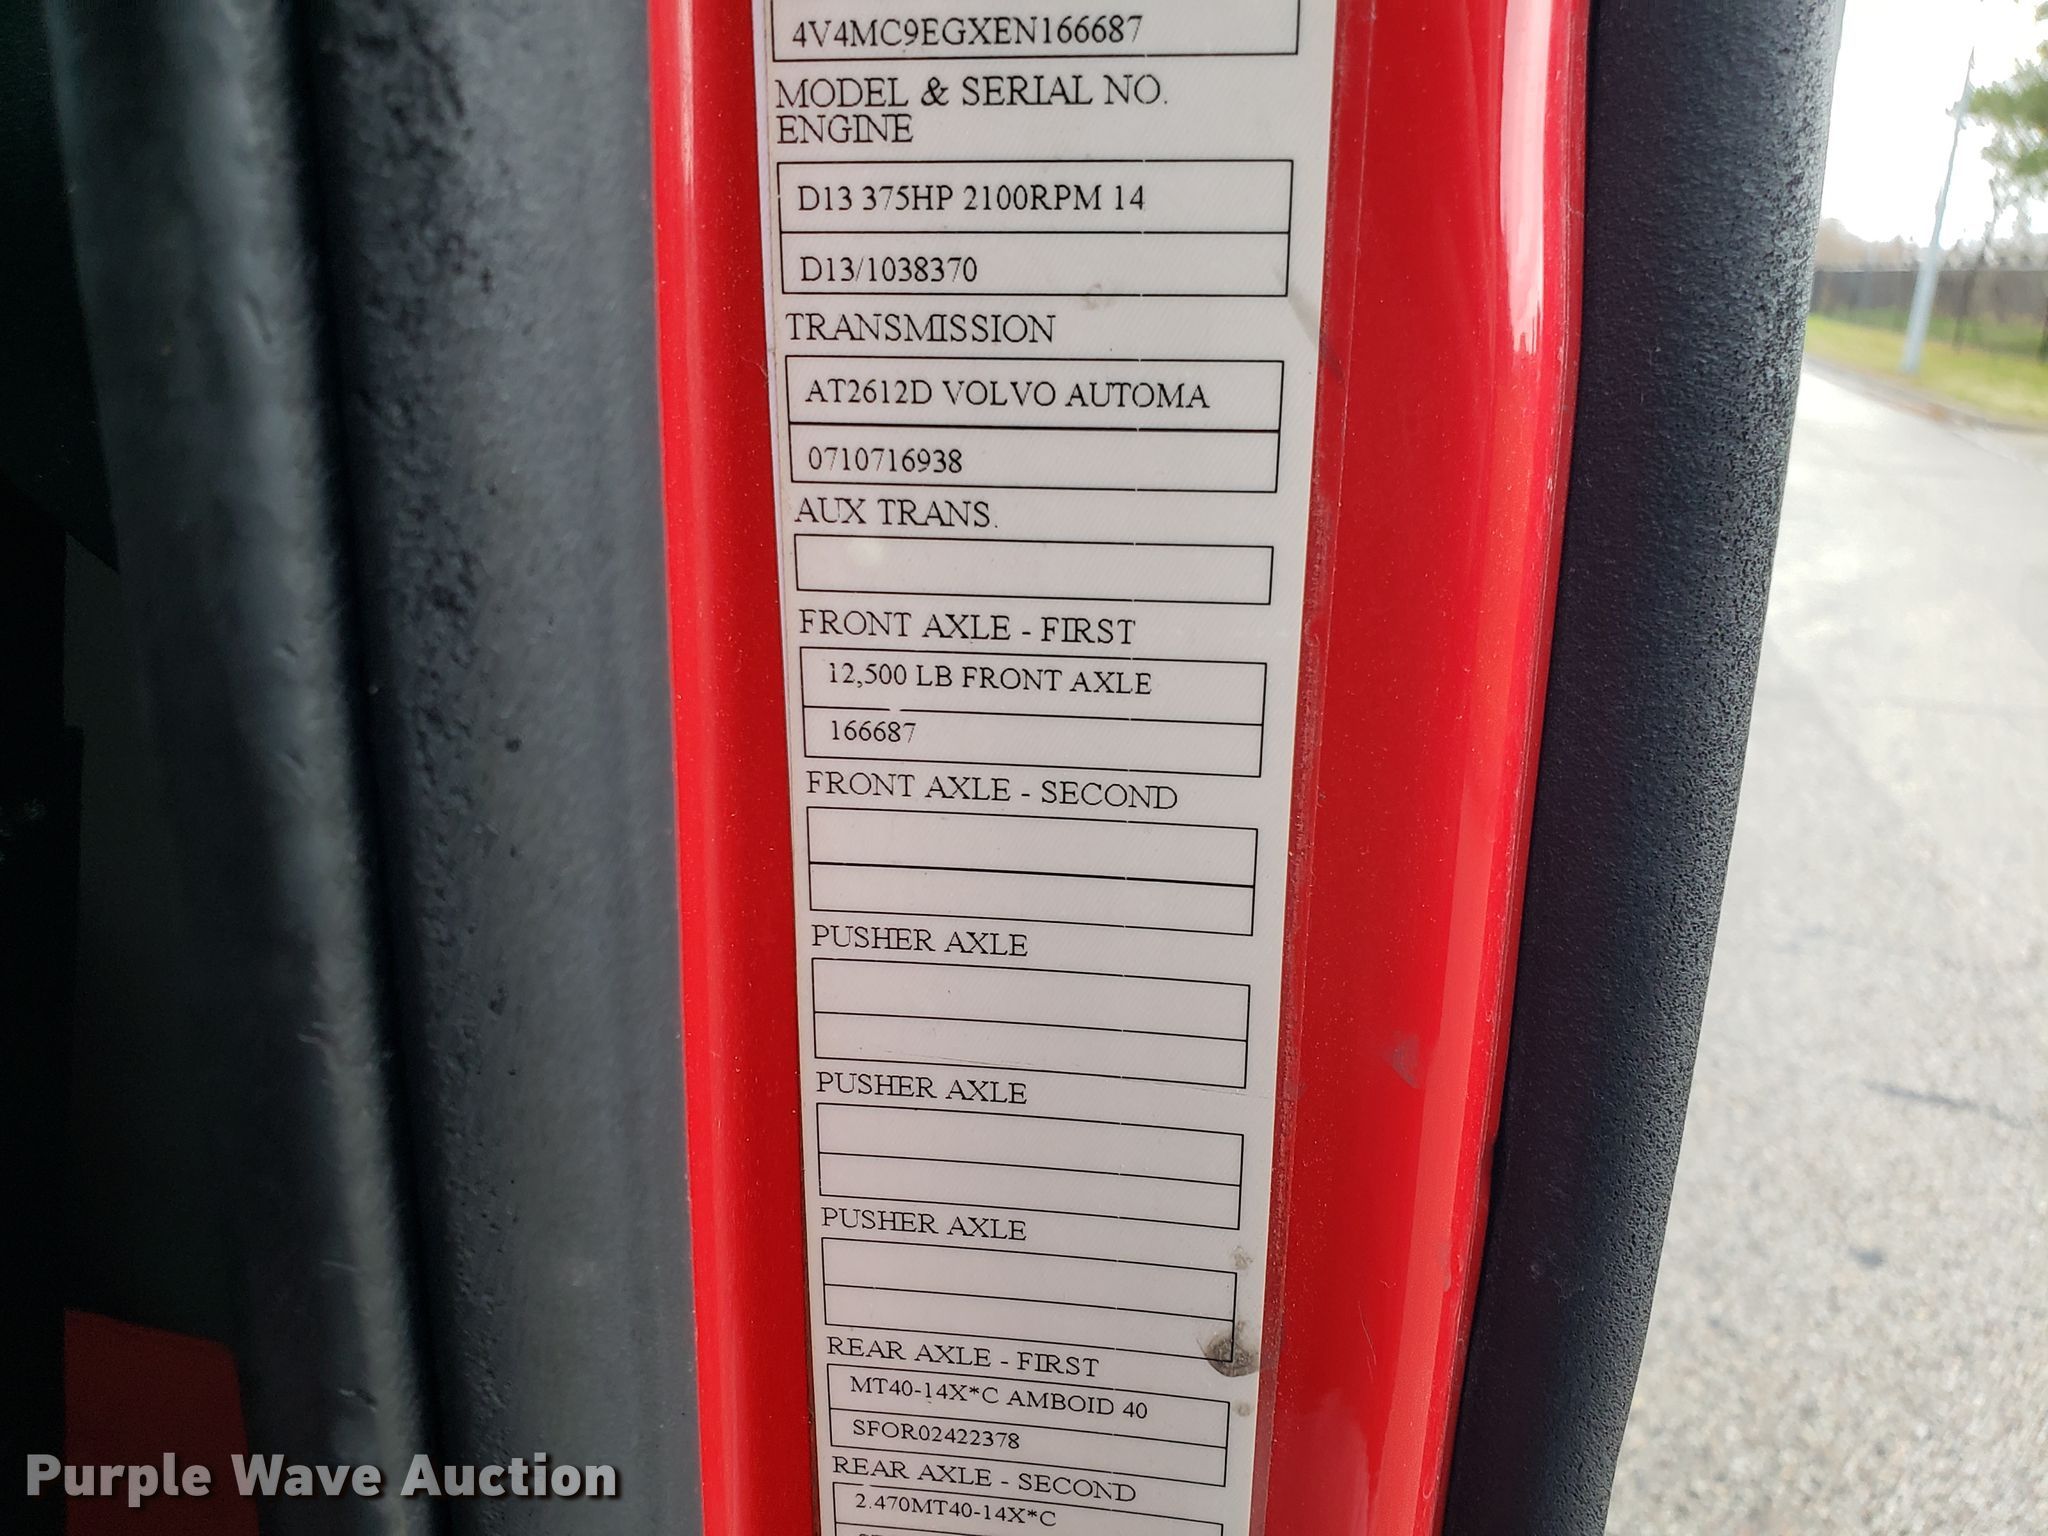 4V4MC9EGXEN166687
MODEL & SERIAL NO.
ENGINE
D13 375HP 2100RPM 14
D13/1038370
TRANSMISSION
AT2612D VOLVO AUTOMA
0710716938
AUX TRANS.
FRONT AXLE - FIRST
12,500 LB FRONT AXLE
166687
FRONT AXLE - SECOND
PUSHER AXLE
PUSHER AXLE
PUSHER AXLE
REAR AXLE - FIRST
MT40-14X*C AMBOID 40
SFOR02422378
REAR AXLE - SECOND
2.470MT40-14X*C
Purple Wave Auction